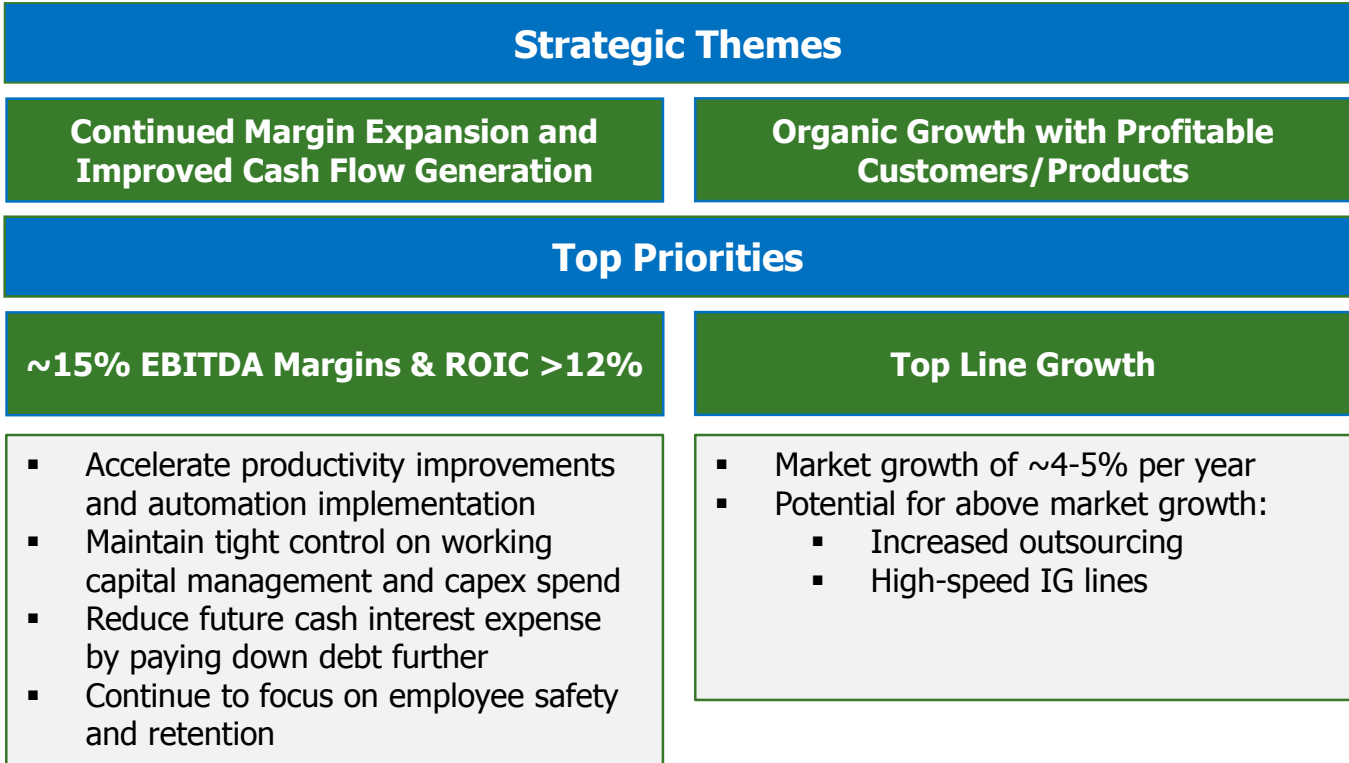 Strategic Themes
Continued Margin Expansion and
Improved Cash Flow Generation
Organic Growth with Profitable
Customers/Products
Top Priorities
~15% EBITDA Margins & ROIC >12%
Top Line Growth
▪ Accelerate productivity improvements
and automation implementation
▪ Maintain tight control on working
capital management and capex spend
▪ Reduce future cash interest expense
by paying down debt further
▪ Continue to focus on employee safety
and retention
▪ Market growth of ~4-5% per year
▪ Potential for above market growth:
▪ Increased outsourcing
▪ High-speed IG lines